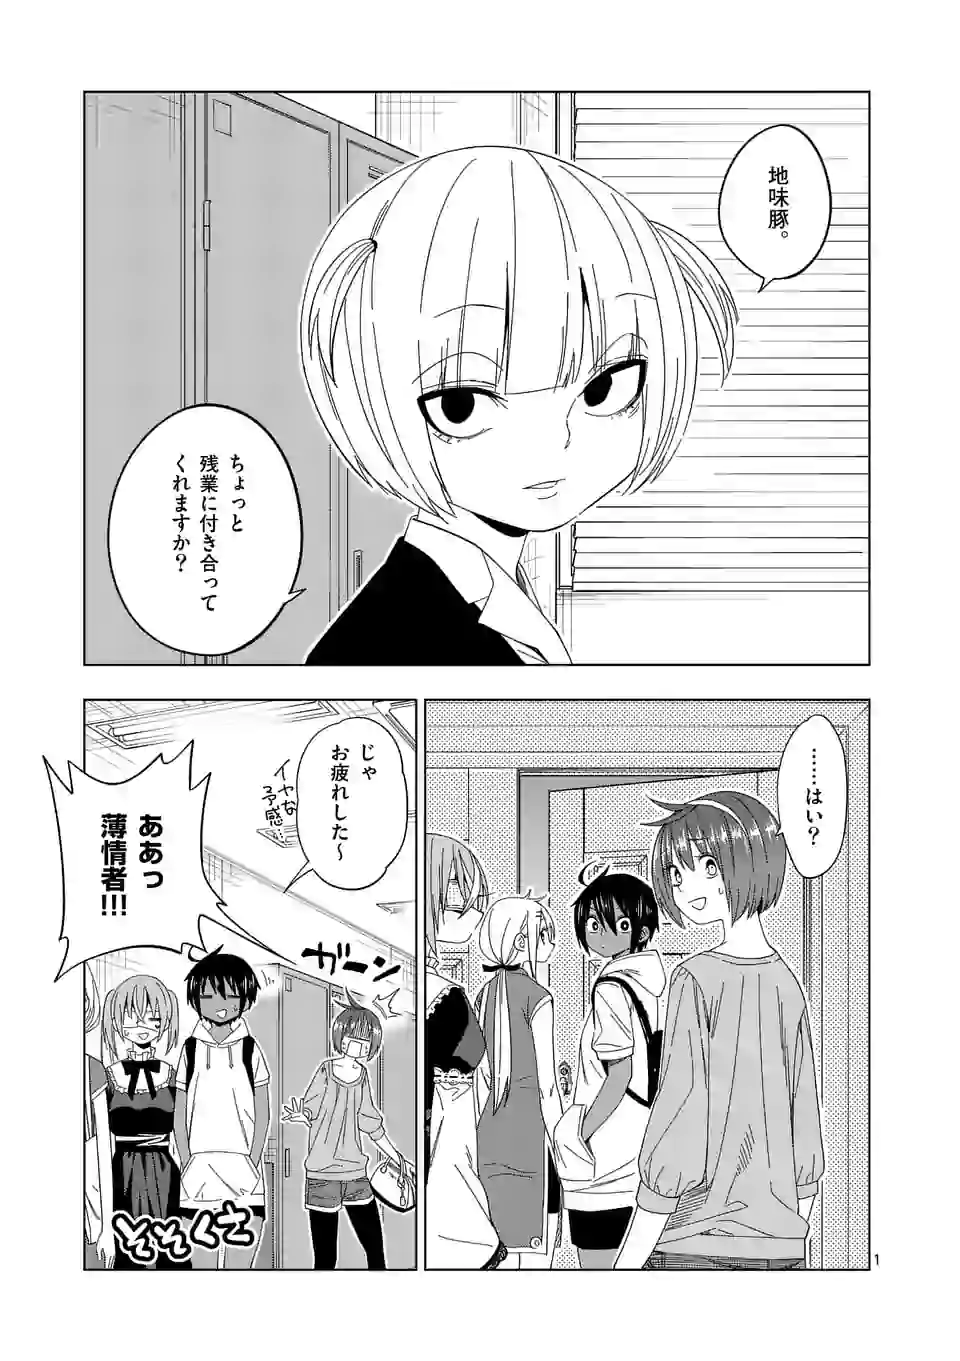 地味豚。
ちょっと
残業に付き合って
くれますか?
……はい?
じゃ
お疲れした〜
イヤな
予感…
ああっ
薄情者!!!
ガーン
そそくさ
1